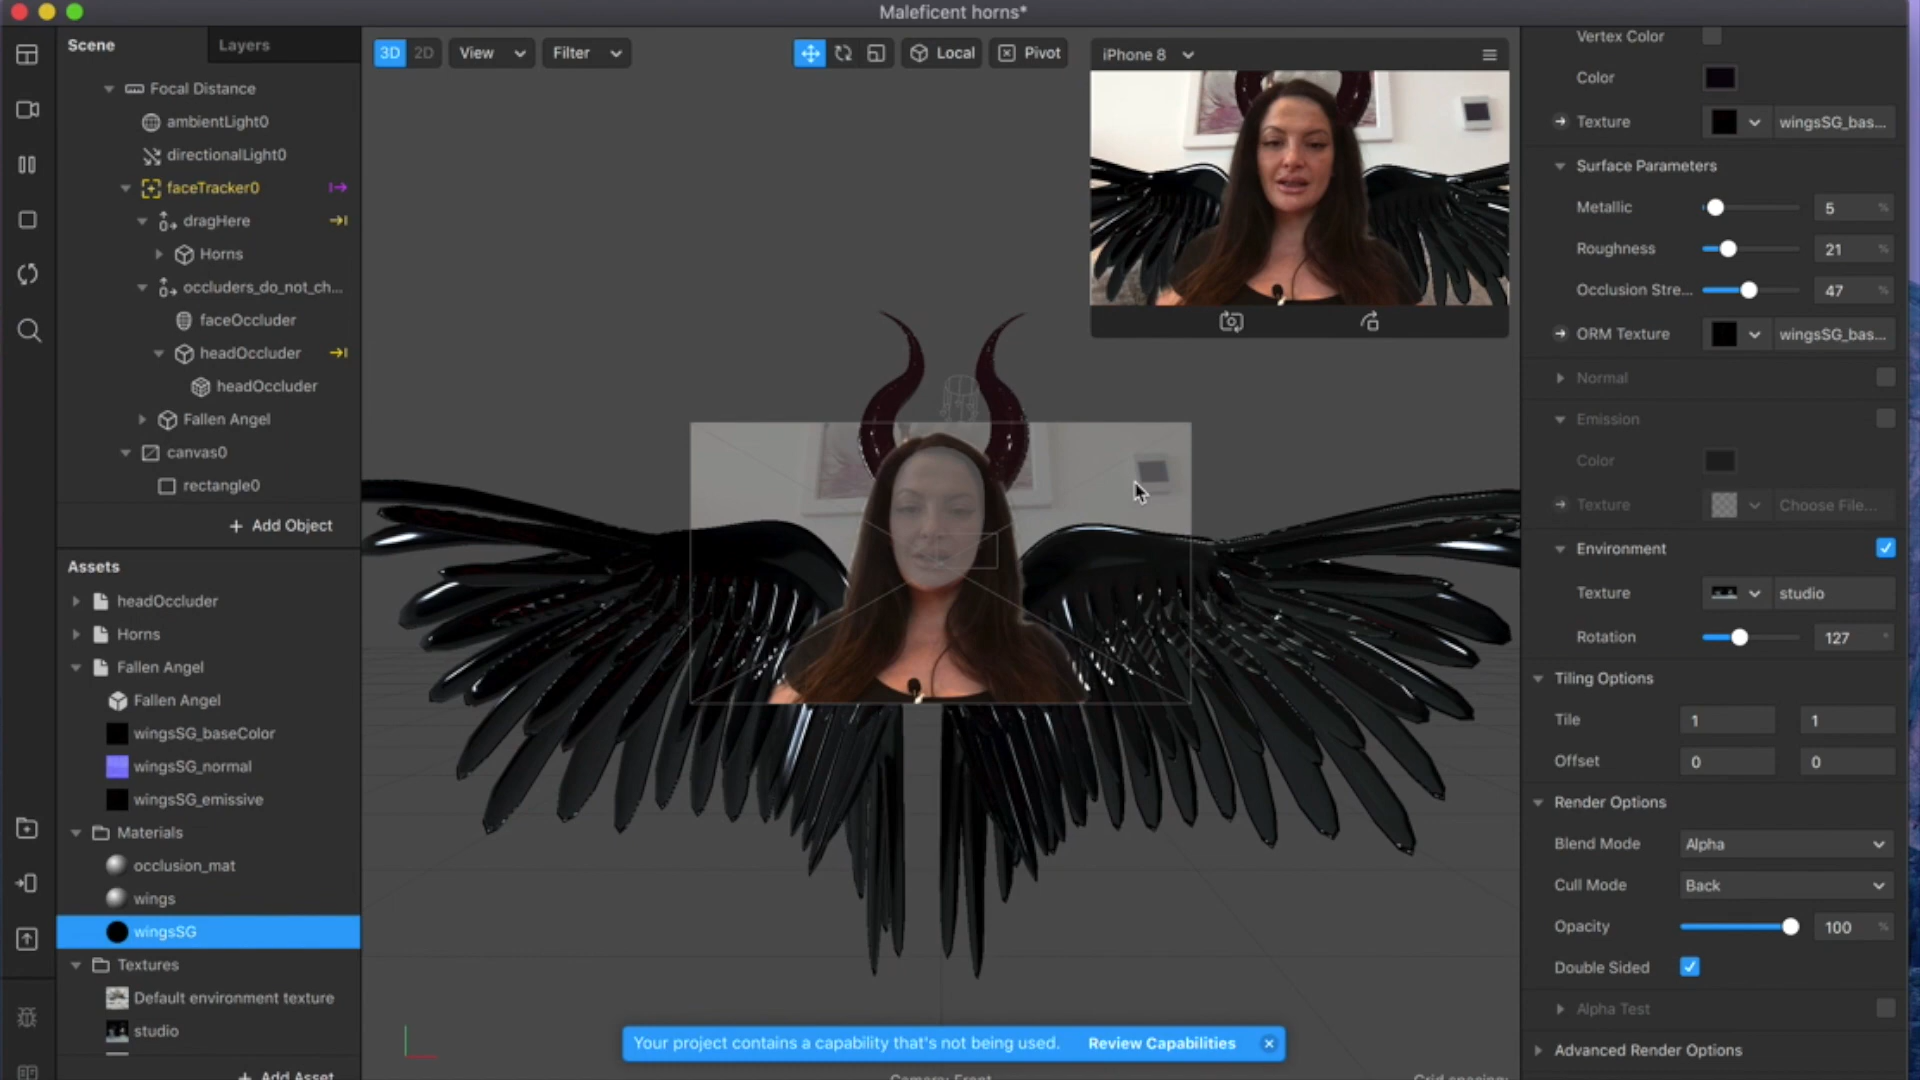 Maleficent horns*
Scene
Layers
Focal Distance
ambientLight0
directionalLight0
faceTracker0
dragHere
Horns
occluders_do_not_ch...
faceOccluder
headOccluder
headOccluder
Fallen Angel
canvas0
rectangle0
+ Add Object
Assets
headOccluder
Horns
Fallen Angel
Fallen Angel
wingsSG_baseColor
wingsSG_normal
wingsSG_emissive
Materials
occlusion_mat
wings
wingsSG
Textures
Default environment texture
studio
+ Add Asset
3D
2D
View
Filter
Local
Pivot
iPhone 8
Your project contains a capability that's not being used.
Review Capabilities
Camera: Front
Grid spacing:
Vertex Color
Color
Texture
wingsSG_bas...
Surface Parameters
Metallic
5 %
Roughness
21 %
Occlusion Stre...
47 %
ORM Texture
wingsSG_bas...
Normal
Emission
Color
Texture
Choose File...
Environment
Texture
studio
Rotation
127 °
Tiling Options
Tile
1
1
Offset
0
0
Render Options
Blend Mode
Alpha
Cull Mode
Back
Opacity
100 %
Double Sided
Alpha Test
Advanced Render Options